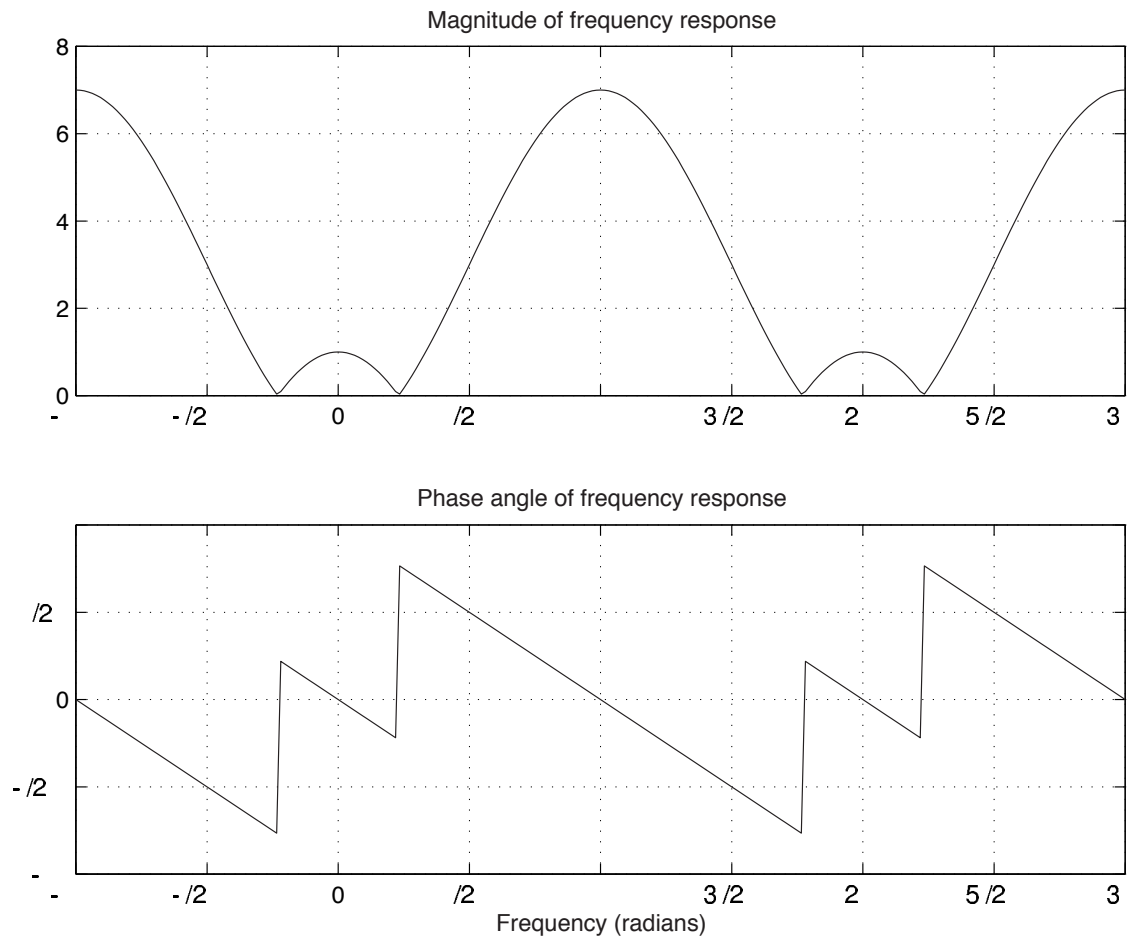 Magnitude of frequency response
8
6
4
2
0
- - /2 0 /2 3 /2 2 5 /2 3
Phase angle of frequency response
/2
0
- /2
-
- - /2 0 /2 3 /2 2 5 /2 3
Frequency (radians)